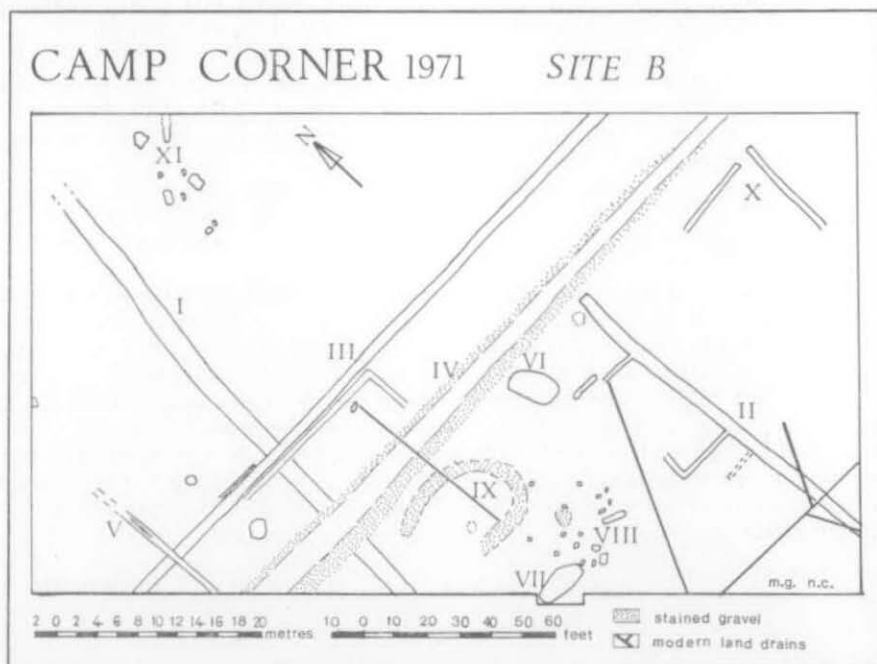 CAMP CORNER 1971 SITE B
N
XI
X
I
III
IV
VI
II
IX
V
VIII
VII
m.g. n.c.
2 0 2 4 6 8 10 12 14 16 20 metres
10 0 10 20 30 40 50 60 feet
stained gravel
modern land drains